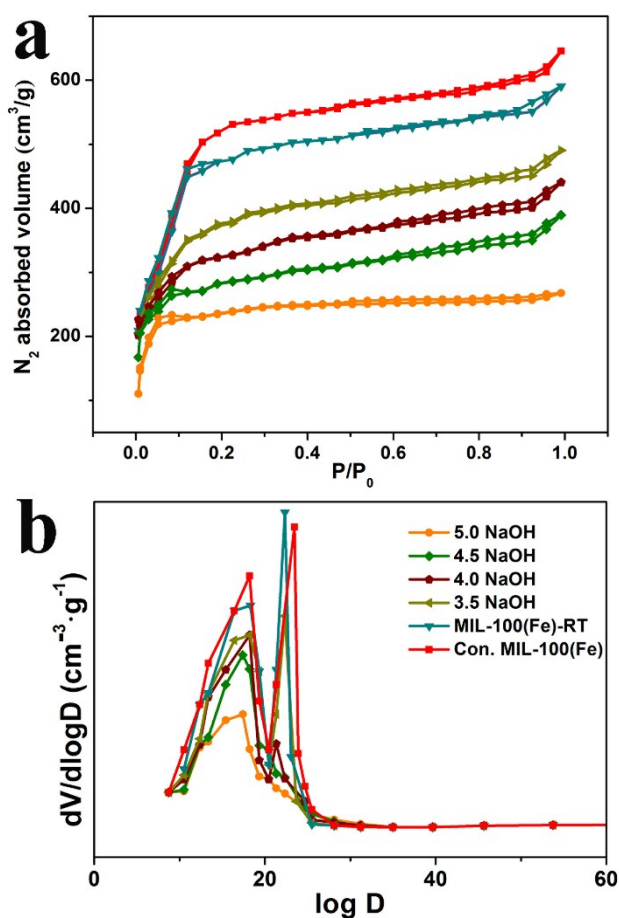 a
N₂ absorbed volume (cm³/g)
600
400
200
0.0 0.2 0.4 0.6 0.8 1.0
P/P₀
b
dV/dlogD (cm⁻³·g⁻¹)
5.0 NaOH
4.5 NaOH
4.0 NaOH
3.5 NaOH
MIL-100(Fe)-RT
Con. MIL-100(Fe)
0 20 40 60
log D